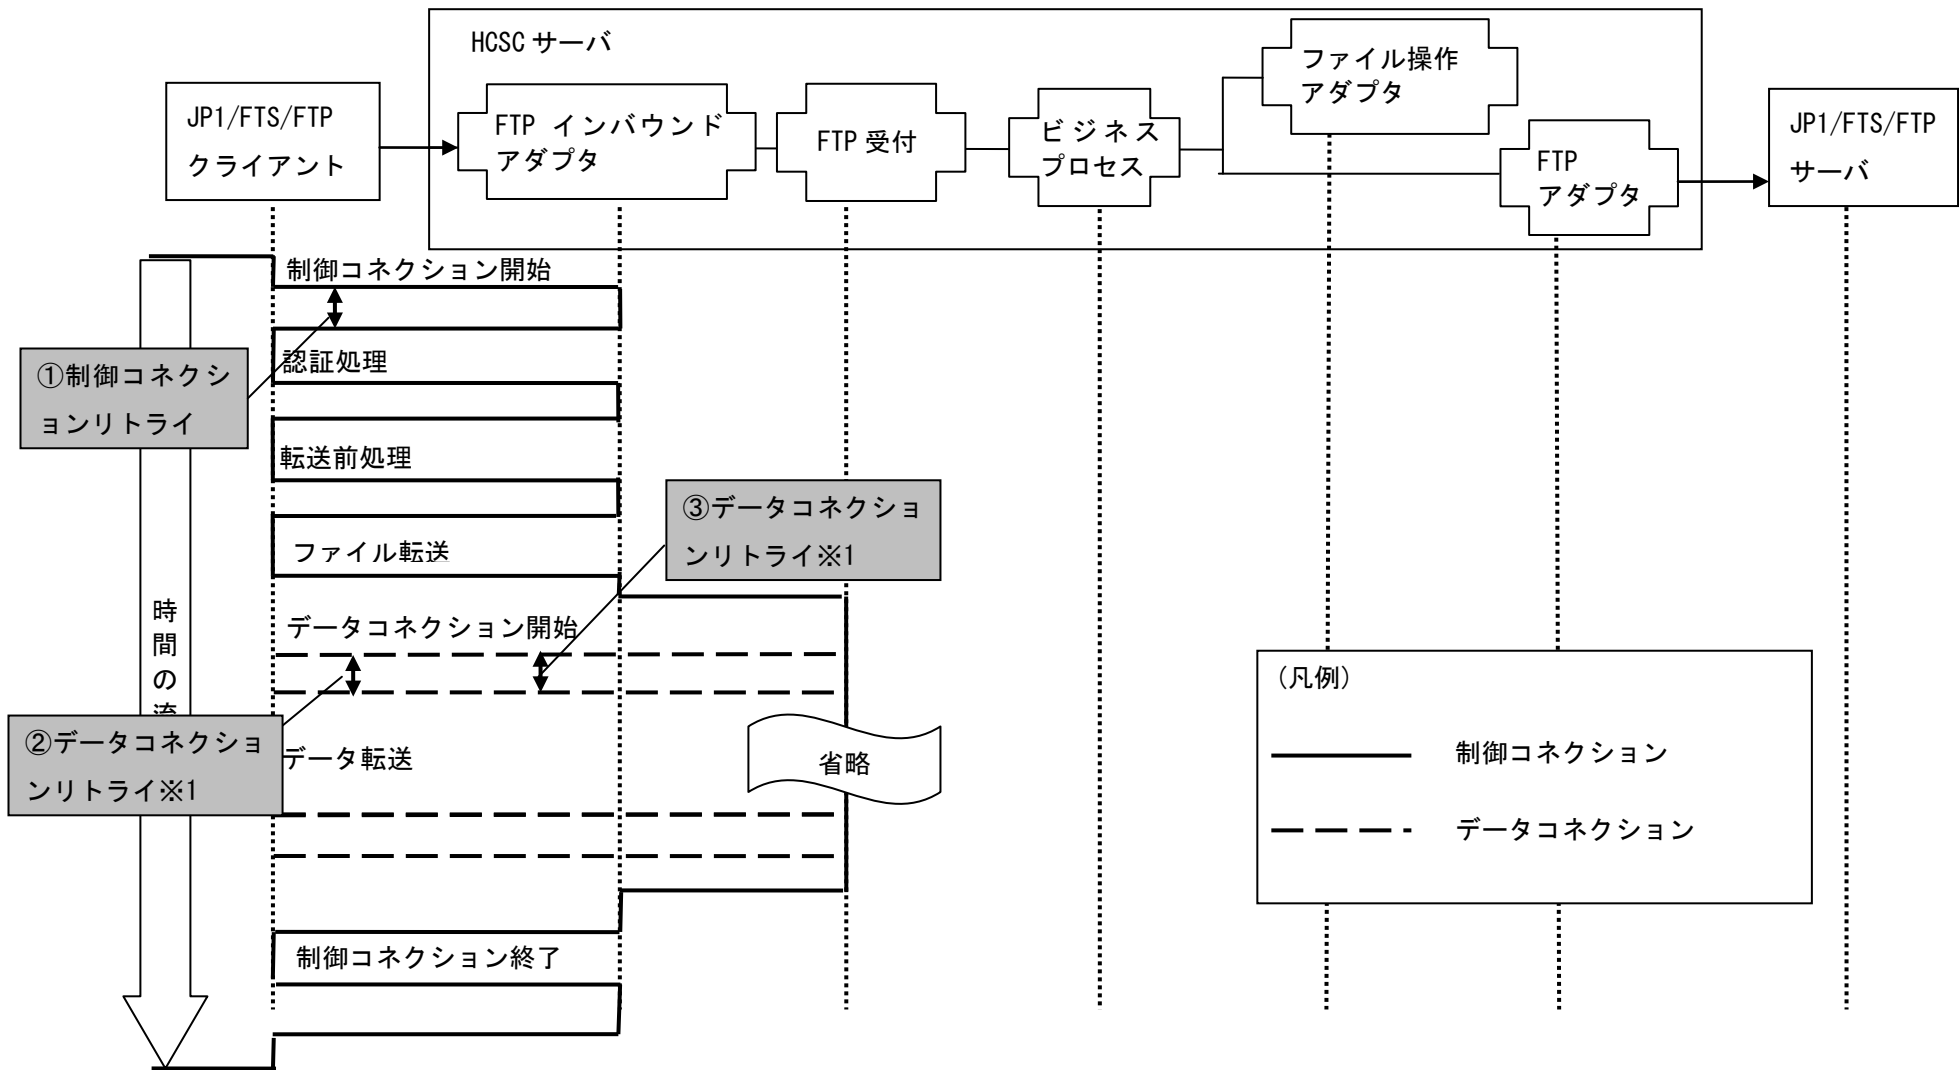 HCSC サーバ
JP1/FTS/FTP
クライアント
FTP インバウンド
アダプタ
FTP 受付
ビジネス
プロセス
ファイル操作
アダプタ
FTP
アダプタ
JP1/FTS/FTP
サーバ
制御コネクション開始
①制御コネクシ
ョンリトライ
認証処理
転送前処理
③データコネクショ
ンリトライ※1
ファイル転送
時
間
の
流
データコネクション開始
②データコネクショ
ンリトライ※1
データ転送
省略
制御コネクション終了
(凡例)
制御コネクション
データコネクション